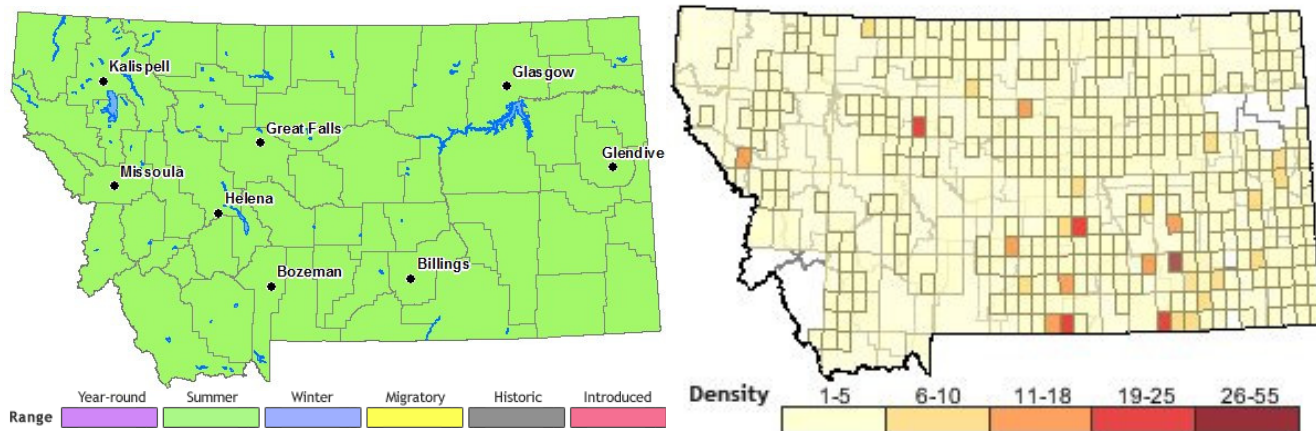 Kalispell
Glasgow
Great Falls
Glendive
Missoula
Helena
Bozeman
Billings
Year-round Summer Winter Migratory Historic Introduced
Range
Density 1-5 6-10 11-18 19-25 26-55